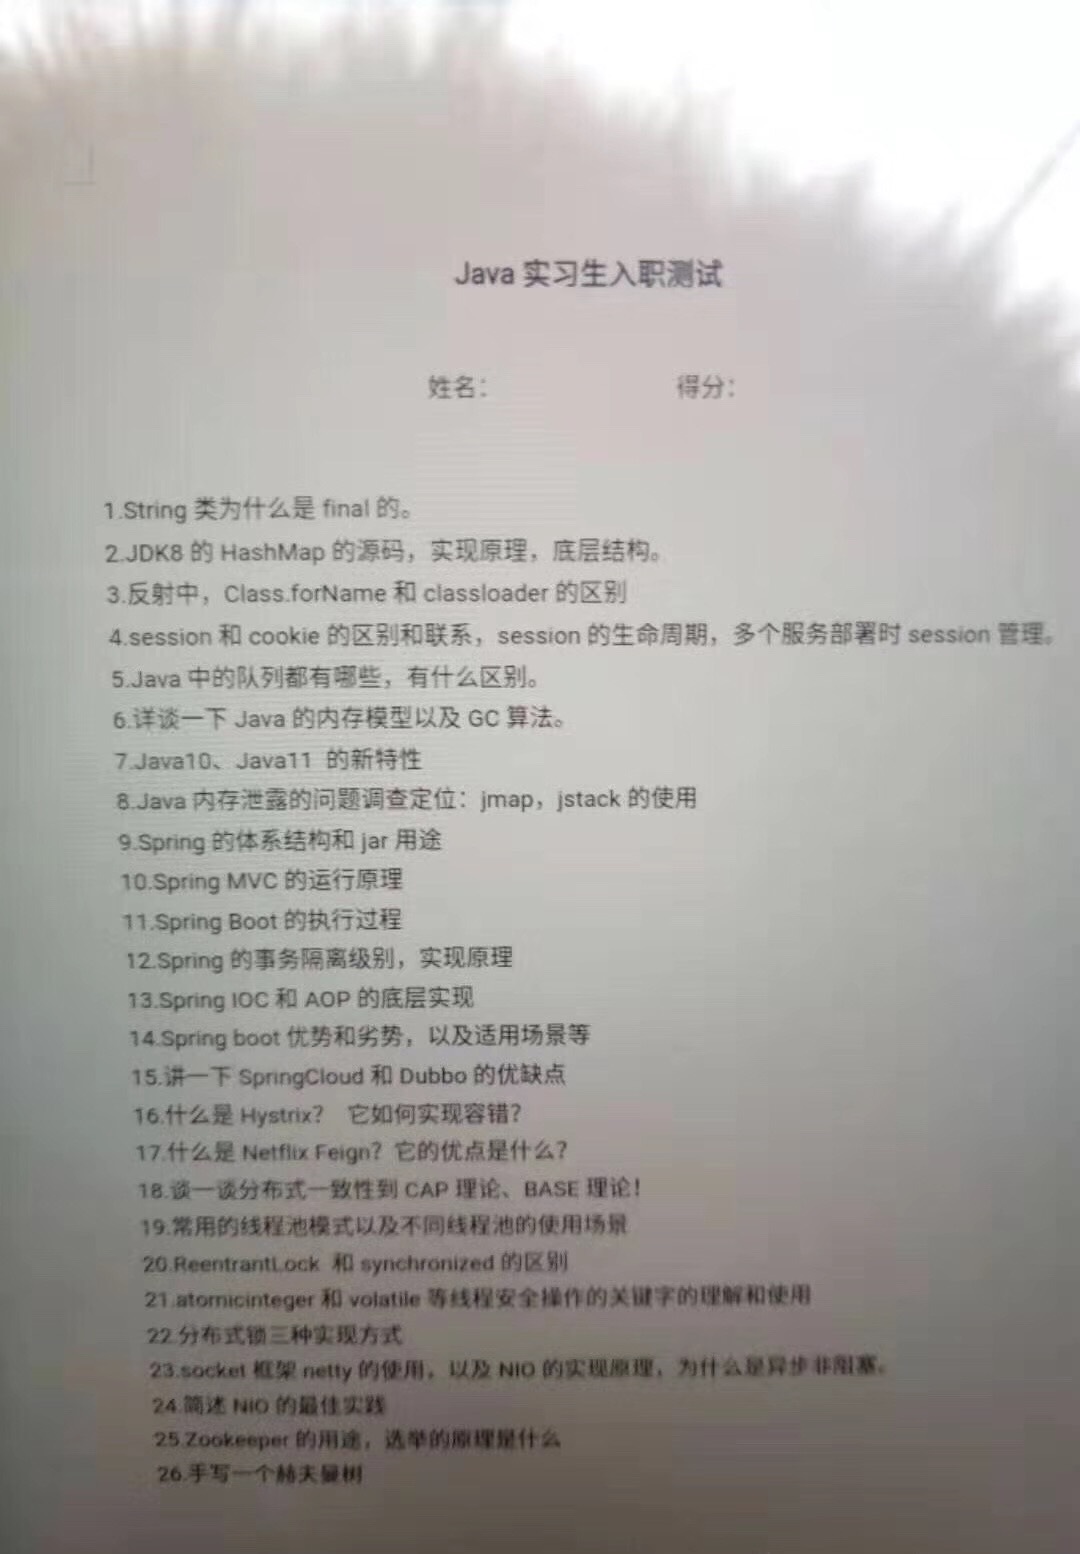 Java 实习生入职测试
姓名： 得分：
1.String 类为什么是 final 的。
2.JDK8 的 HashMap 的源码，实现原理，底层结构。
3.反射中，Class.forName 和 classloader 的区别
4.session 和 cookie 的区别和联系，session 的生命周期，多个服务部署时 session 管理。
5.Java 中的队列都有哪些，有什么区别。
6.详谈一下 Java 的内存模型以及 GC 算法。
7.Java10、Java11 的新特性
8.Java 内存泄露的问题调查定位：jmap，jstack 的使用
9.Spring 的体系结构和 jar 用途
10.Spring MVC 的运行原理
11.Spring Boot 的执行过程
12.Spring 的事务隔离级别，实现原理
13.Spring IOC 和 AOP 的底层实现
14.Spring boot 优势和劣势，以及适用场景等
15.讲一下 SpringCloud 和 Dubbo 的优缺点
16.什么是 Hystrix？ 它如何实现容错？
17.什么是 Netflix Feign？它的优点是什么？
18.谈一谈分布式一致性到 CAP 理论、BASE 理论！
19.常用的线程池模式以及不同线程池的使用场景
20.ReentrantLock 和 synchronized 的区别
21.atomicinteger 和 volatile 等线程安全操作的关键字的理解和使用
22.分布式锁三种实现方式
23.socket 框架 netty 的使用，以及 NIO 的实现原理，为什么是异步非阻塞。
24.简述 NIO 的最佳实践
25.Zookeeper 的用途，选举的原理是什么
26.手写一个赫夫曼树